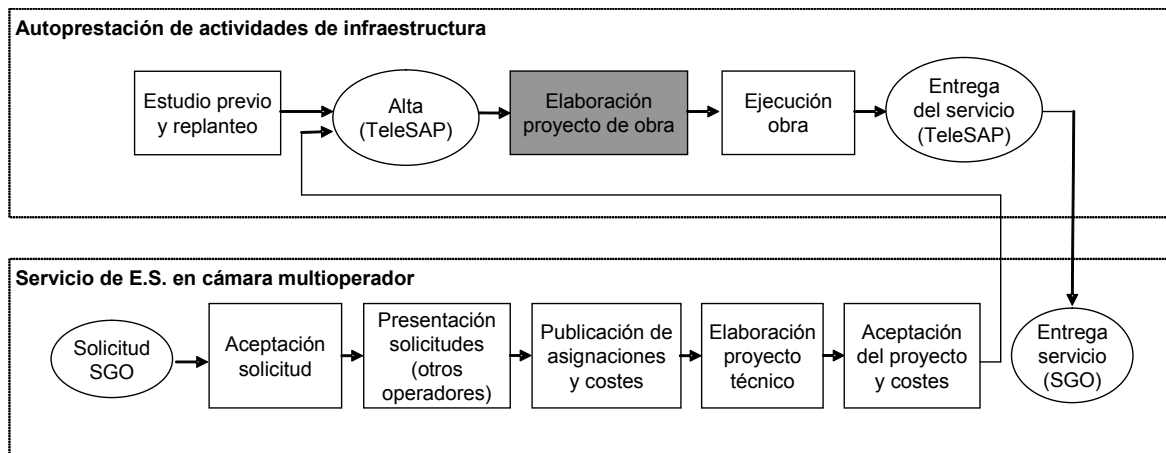 Autoprestación de actividades de infraestructura
Estudio previo
y replanteo
Alta
(TeleSAP)
Elaboración
proyecto de obra
Ejecución
obra
Entrega
del servicio
(TeleSAP)
Servicio de E.S. en cámara multioperador
Solicitud
SGO
Aceptación
solicitud
Presentación
solicitudes
(otros
operadores)
Publicación de
asignaciones
y costes
Elaboración
proyecto
técnico
Aceptación
del proyecto
y costes
Entrega
servicio
(SGO)